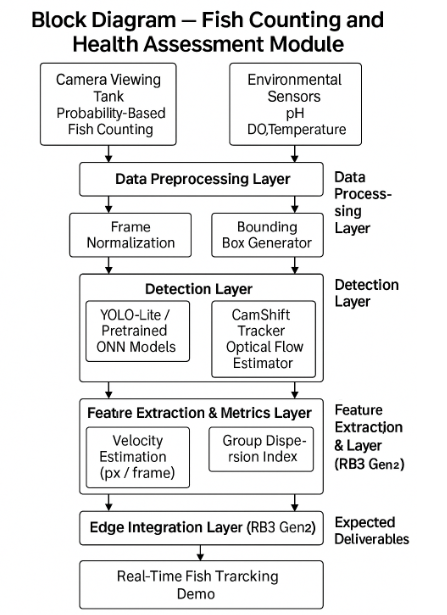 Block Diagram — Fish Counting and
Health Assessment Module
Camera Viewing
Tank
Probability-Based
Fish Counting
Environmental
Sensors
pH
DO,Temperature
Data Preprocessing Layer
Data
Process-
sing
Layer
Frame
Normalization
Bounding
Box Generator
Detection Layer
Detection
Layer
YOLO-Lite /
Pretrained
ONN Models
CamShift
Tracker
Optical Flow
Estimator
Feature Extraction & Metrics Layer
Feature
Extraction
& Layer
(RB3 Gen2)
Velocity
Estimation
(px / frame)
Group Dispe-
rsion Index
Edge Integration Layer (RB3 Gen2)
Expected
Deliverables
Real-Time Fish Trarcking
Demo